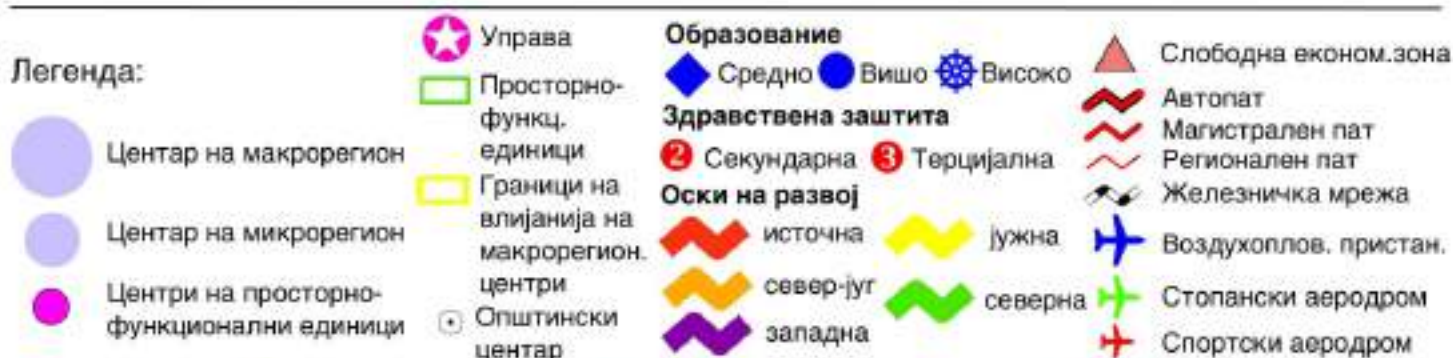 Легенда:
Центар на макрорегион
Центар на микрорегион
Центри на просторно-
функционални единици
Управа
Просторно-
функц.
единици
Граници на
влијанија на
макрорегион.
центри
Општински
центар
Образование
Средно Вишо Високо
Здравствена заштита
2 Секундарна 3 Терцијална
Оски на развој
источна јужна
север-југ северна
западна
Слободна економ.зона
Автопат
Магистрален пат
Регионален пат
Железничка мрежа
Воздухоплов. пристан.
Стопански аеродром
Спортски аеродром